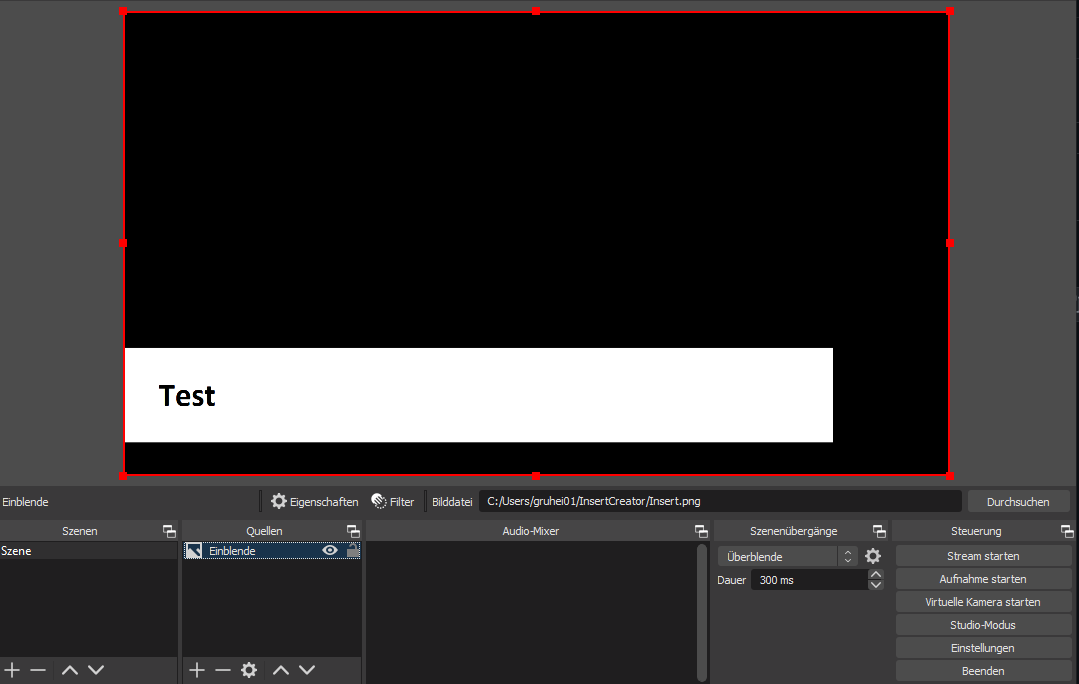 Test
Einblende
Eigenschaften
Filter
Bilddatei
C:/Users/gruhei01/InsertCreator/Insert.png
Durchsuchen
Szenen
Quellen
Audio-Mixer
Szenenübergänge
Steuerung
Szene
Einblende
Überblende
Dauer
300 ms
Stream starten
Aufnahme starten
Virtuelle Kamera starten
Studio-Modus
Einstellungen
Beenden